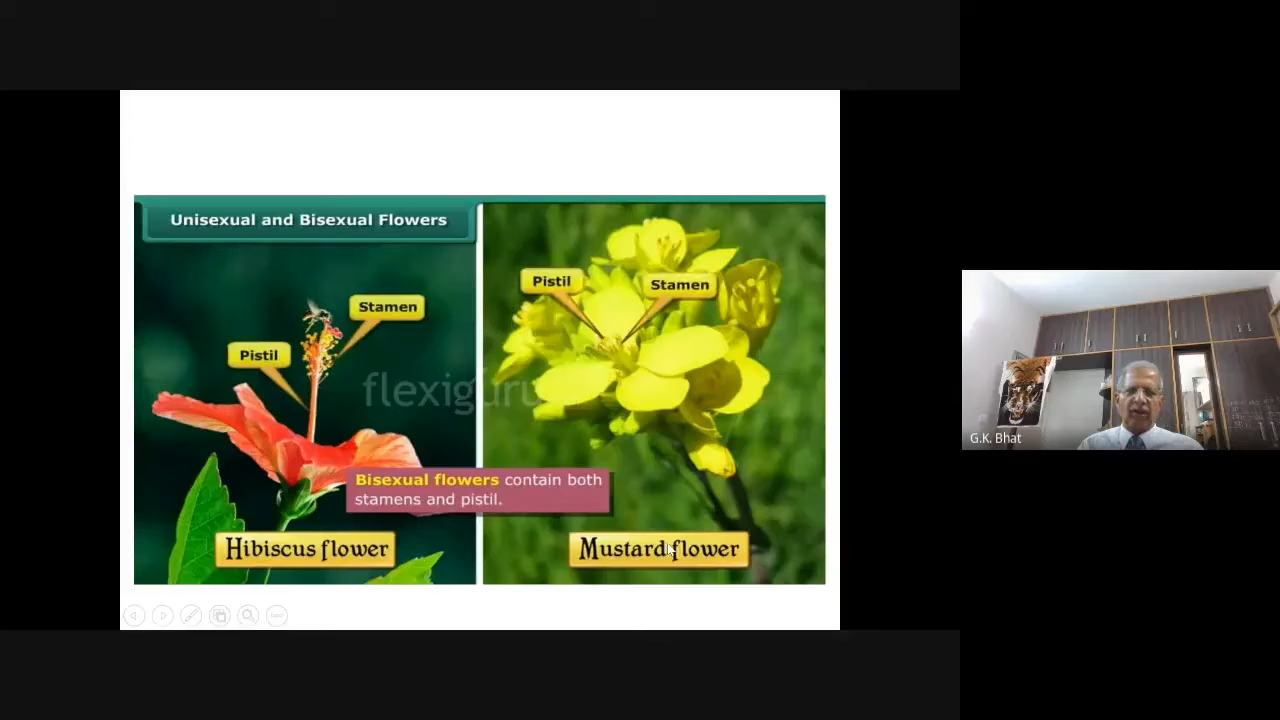 Unisexual and Bisexual Flowers
Pistil
Stamen
Stamen
Pistil
flexiguru
Bisexual flowers contain both
stamens and pistil.
Hibiscus flower
Mustard flower
G.K. Bhat